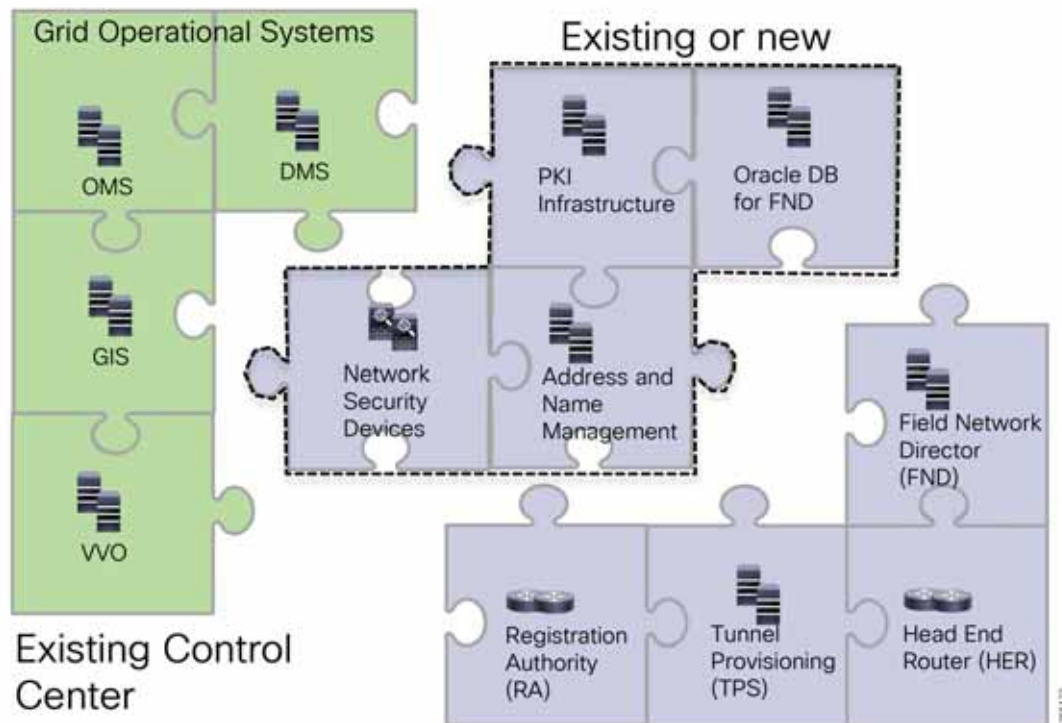 Grid Operational Systems
OMS
DMS
GIS
VVO
Existing Control
Center
Existing or new
PKI
Infrastructure
Oracle DB
for FND
Network
Security
Devices
Address and
Name
Management
Field Network
Director
(FND)
Registration
Authority
(RA)
Tunnel
Provisioning
(TPS)
Head End
Router (HER)